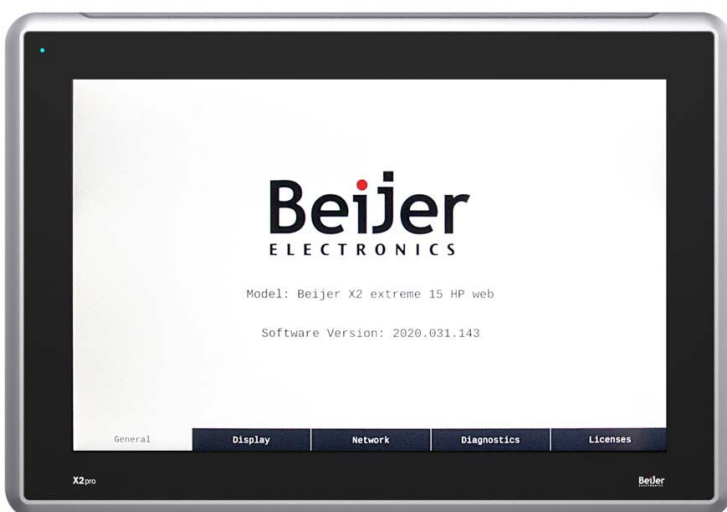 Beijer
ELECTRONICS
Model: Beijer X2 extreme 15 HP web
Software Version: 2020.031.143
General Display Network Diagnostics Licenses
X2pro Beijer
ELECTRONICS